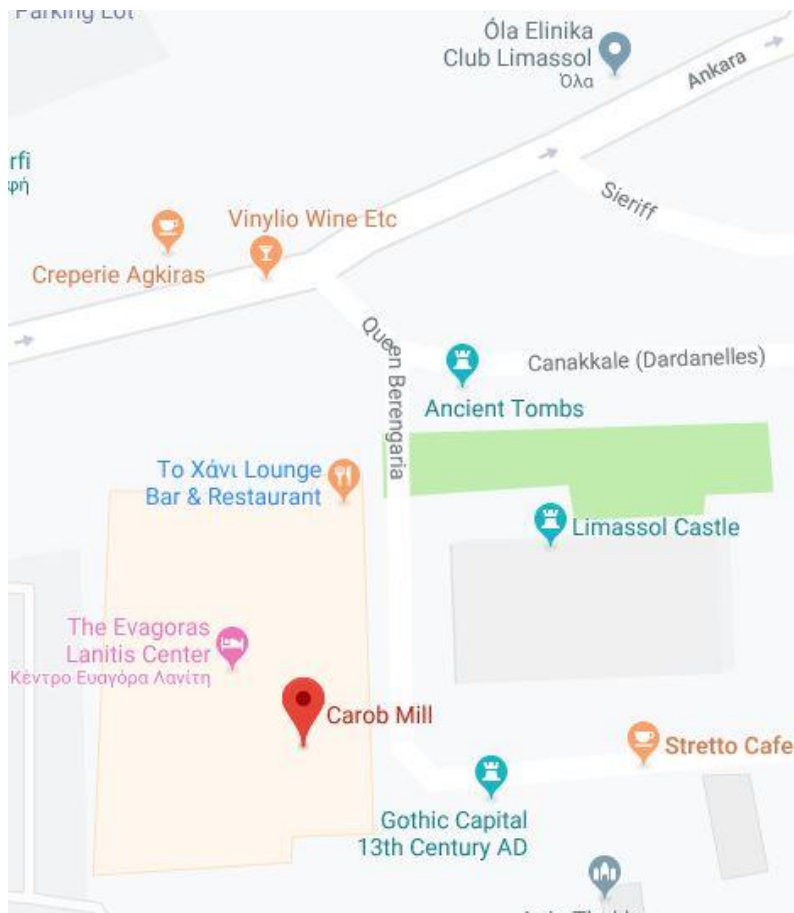 Parking Lot
Óla Elinika
Club Limassol
Όλα
Ankara
rfi
φή
Sieriff
Vinylio Wine Etc
Creperie Agkiras
Queen Berengaria
Canakkale (Dardanelles)
Ancient Tombs
Το Χάνι Lounge
Bar & Restaurant
Limassol Castle
The Evagoras
Lanitis Center
Κέντρο Ευαγόρα Λανίτη
Carob Mill
Stretto Cafe
Gothic Capital
13th Century AD